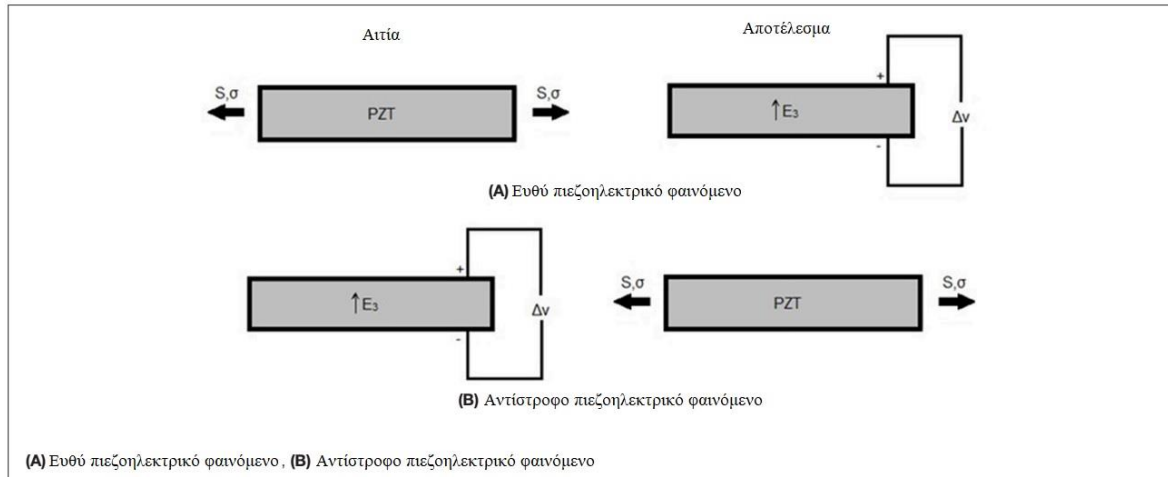 Αιτία
Αποτέλεσμα
S,σ
PZT
S,σ
+
↑ E₃
-
Δv
(A) Ευθύ πιεζοηλεκτρικό φαινόμενο
+
↑ E₃
-
Δv
S,σ
PZT
S,σ
(B) Αντίστροφο πιεζοηλεκτρικό φαινόμενο
(A) Ευθύ πιεζοηλεκτρικό φαινόμενο, (B) Αντίστροφο πιεζοηλεκτρικό φαινόμενο